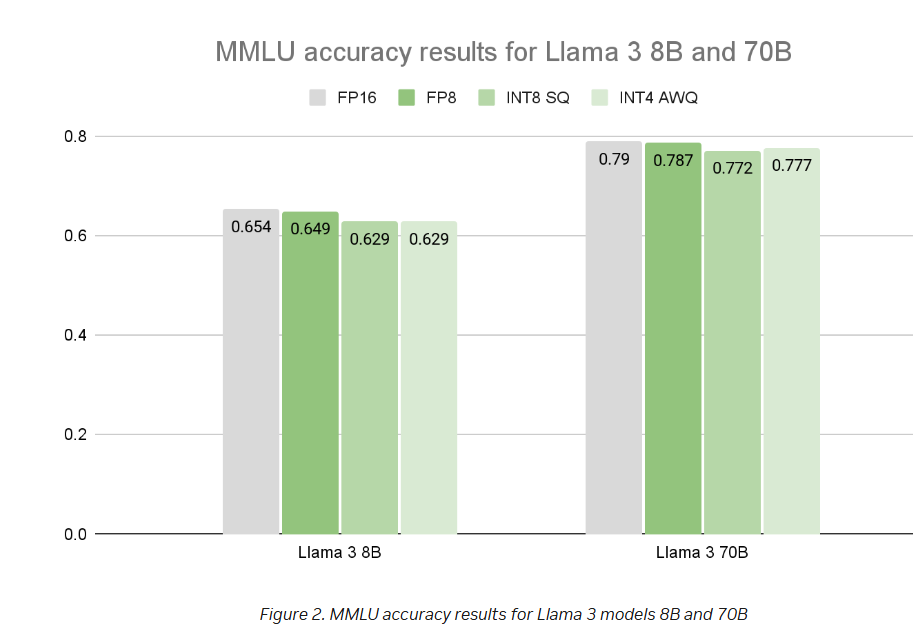 MMLU accuracy results for Llama 3 8B and 70B
FP16 FP8 INT8 SQ INT4 AWQ
0.8
0.654 0.649 0.629 0.629 0.79 0.787 0.772 0.777
0.6
0.4
0.2
0.0
Llama 3 8B Llama 3 70B
Figure 2. MMLU accuracy results for Llama 3 models 8B and 70B